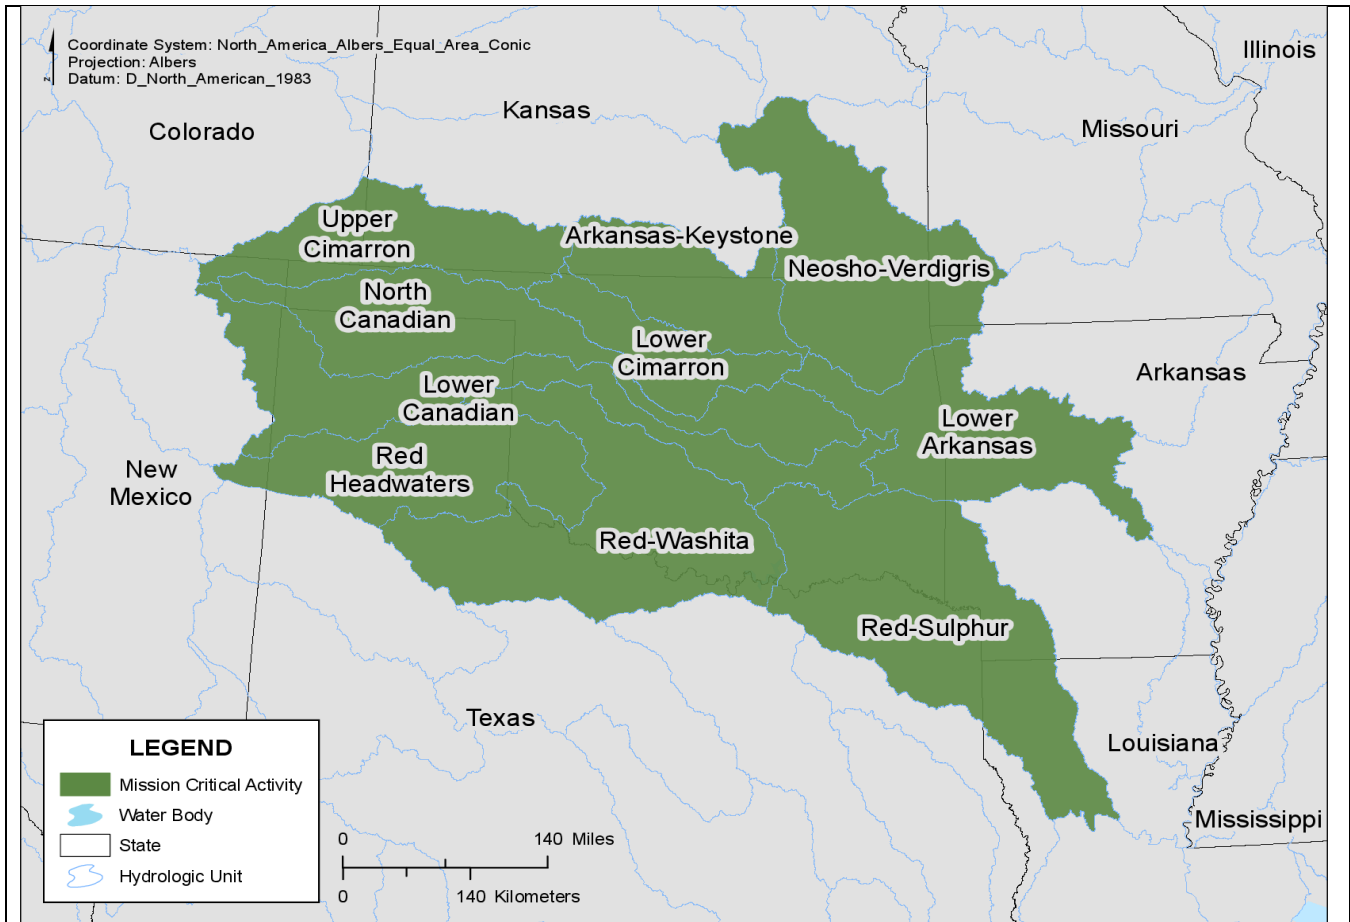 Coordinate System: North_America_Albers_Equal_Area_Conic
Projection: Albers
Datum: D_North_American_1983
z
Illinois
Kansas
Missouri
Colorado
Upper
Cimarron
Arkansas-Keystone
Neosho-Verdigris
North
Canadian
Lower
Cimarron
Arkansas
Lower
Canadian
Lower
Arkansas
Red
Headwaters
New
Mexico
Red-Washita
Red-Sulphur
Texas
Louisiana
Mississippi
LEGEND
Mission Critical Activity
Water Body
State
Hydrologic Unit
0 140 Miles
0 140 Kilometers